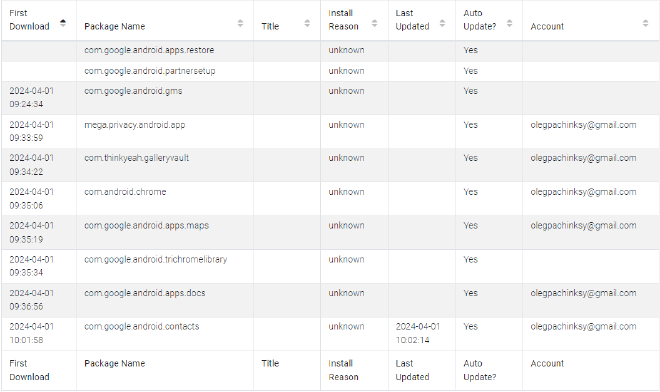 First Download Package Name Title Install Reason Last Updated Auto Update? Account
com.google.android.apps.restore unknown Yes
com.google.android.partnersetup unknown Yes
2024-04-01 09:24:34 com.google.android.gms unknown Yes
2024-04-01 09:33:59 mega.privacy.android.app unknown Yes olegpachinksy@gmail.com
2024-04-01 09:34:22 com.thinkyeah.galleryvault unknown Yes olegpachinksy@gmail.com
2024-04-01 09:35:06 com.android.chrome unknown Yes olegpachinksy@gmail.com
2024-04-01 09:35:19 com.google.android.apps.maps unknown Yes olegpachinksy@gmail.com
2024-04-01 09:35:34 com.google.android.trichromelibrary unknown Yes
2024-04-01 09:36:56 com.google.android.apps.docs unknown Yes olegpachinksy@gmail.com
2024-04-01 10:01:58 com.google.android.contacts unknown 2024-04-01 10:02:14 Yes olegpachinksy@gmail.com
First Download Package Name Title Install Reason Last Updated Auto Update? Account